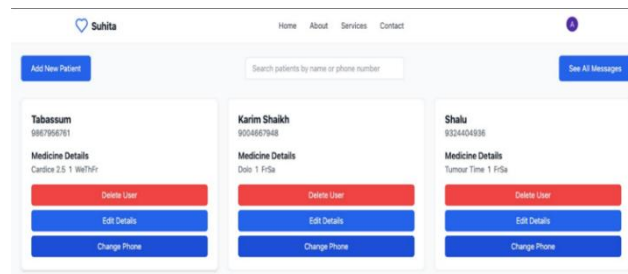 Suhita
Home About Services Contact
A
Add New Patient
Search patients by name or phone number
See All Messages
Tabassum
9867956761
Medicine Details
Cardice 2.5 1 WeThFr
Delete User
Edit Details
Change Phone
Karim Shaikh
9004667948
Medicine Details
Dolo 1 FrSa
Delete User
Edit Details
Change Phone
Shalu
9324404936
Medicine Details
Tumour Time 1 FrSa
Delete User
Edit Details
Change Phone